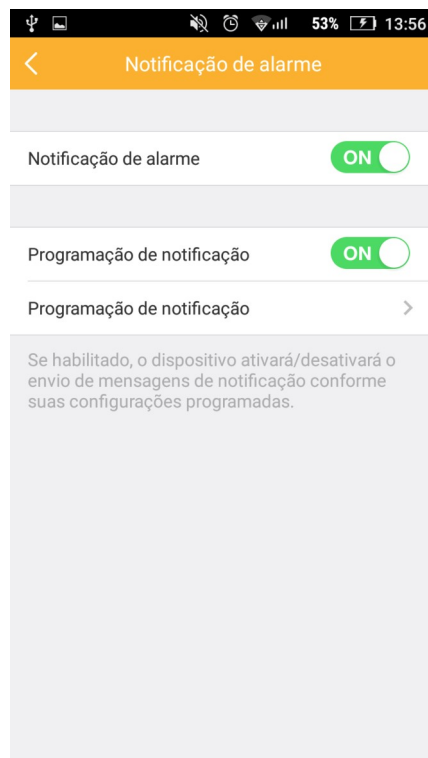 53% 13:56
Notificação de alarme
Notificação de alarme ON
Programação de notificação ON
Programação de notificação
Se habilitado, o dispositivo ativará/desativará o
envio de mensagens de notificação conforme
suas configurações programadas.